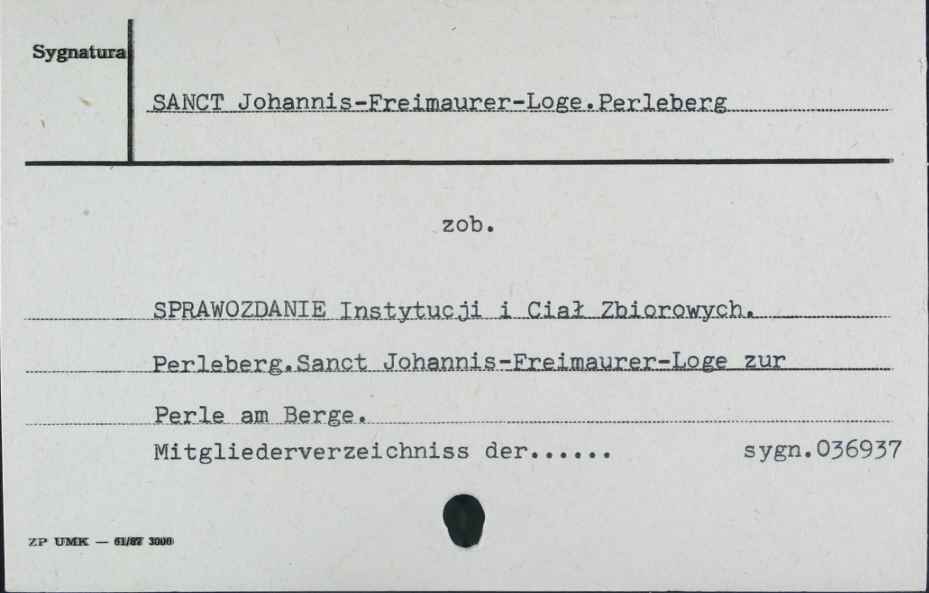 Sygnatura
SANCT Johannis-Freimaurer-Loge.Perleberg
zob.
SPRAWOZDANIE Instytucji i Ciał Zbiorowych.
Perleberg.Sanct Johannis-Freimaurer-Loge zur
Perle am Berge.
Mitgliederverzeichniss der...... sygn.036937
ZP UMK — 61/87 3000